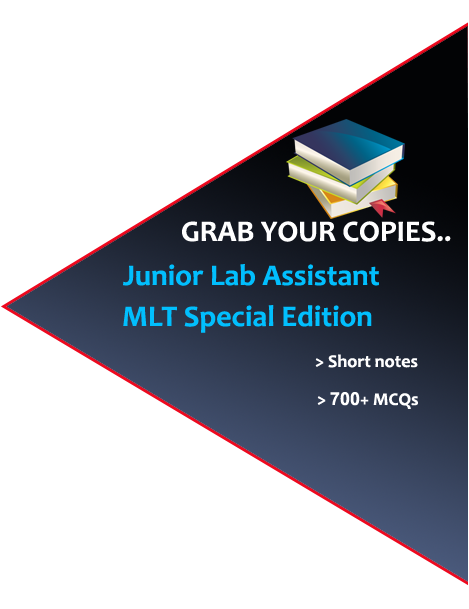 GRAB YOUR COPIES..
Junior Lab Assistant
MLT Special Edition
> Short notes
> 700+ MCQs